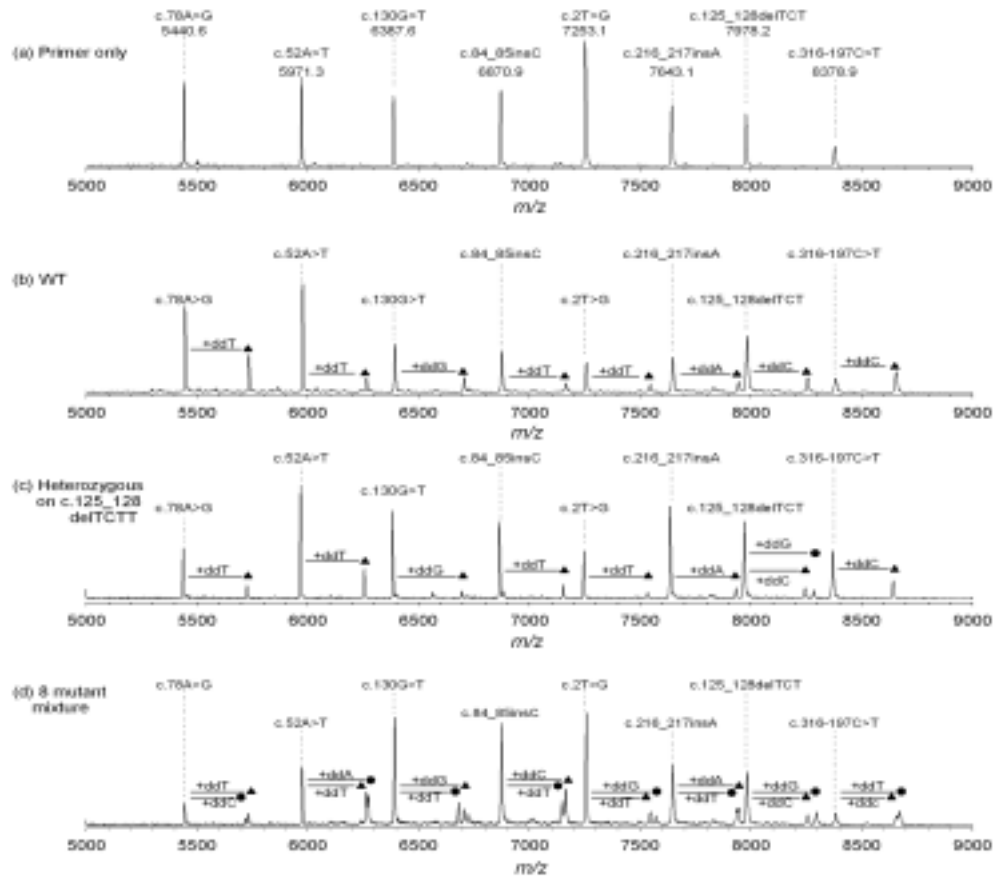 c.78A>G c.130G>T c.2T>G c.125_128delTCT
5440.6 6387.6 7253.1 7978.2
(a) Primer only
c.52A>T c.84_85insC c.216_217insA c.316-197C>T
5971.3 6870.9 7643.1 8378.9
5000 5500 6000 6500 7000 7500 8000 8500 9000
m/z
c.52A>T c.84_85insC c.216_217insA c.316-197C>T
(b) WT
c.78A>G c.130G>T c.2T>G c.125_128delTCT
+ddT +ddT +ddG +ddT +ddT +ddA +ddC +ddC
5000 5500 6000 6500 7000 7500 8000 8500 9000
m/z
c.52A>T c.84_85insC c.216_217insA c.316-197C>T
(c) Heterozygous
on c.125_128
delTCTT
c.130G>T
c.78A>G c.2T>G c.125_128delTCT
+ddG
+ddT +ddT +ddG +ddT +ddT +ddA +ddC +ddC
5000 5500 6000 6500 7000 7500 8000 8500 9000
m/z
(d) 8 mutant
mixture
c.78A>G c.130G>T c.2T>G c.125_128delTCT
c.52A>T c.84_85insC c.216_217insA c.316-197C>T
+ddT +ddA +ddG +ddC +ddG +ddA +ddG +ddT
+ddC +ddT +ddT +ddT +ddT +ddT +ddC +ddc
5000 5500 6000 6500 7000 7500 8000 8500 9000
m/z